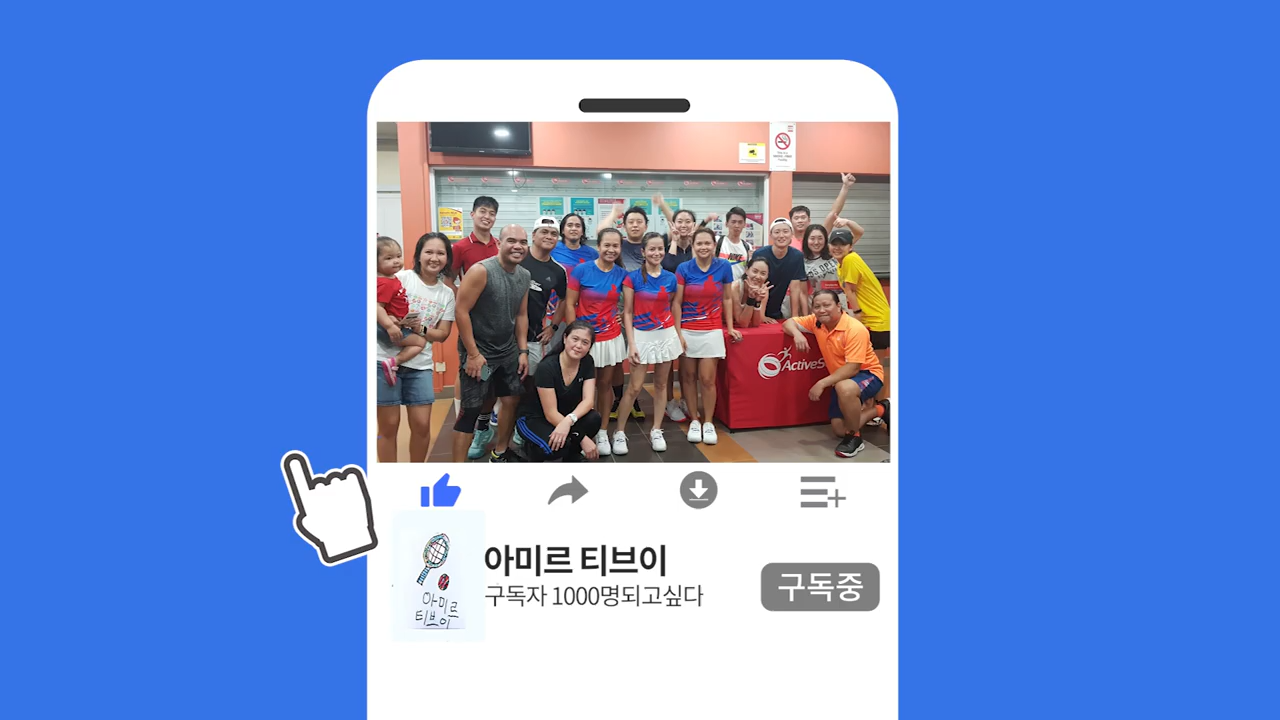 ActiveS
아미르 티브이
구독자 1000명되고싶다
구독중
아미르
티브이